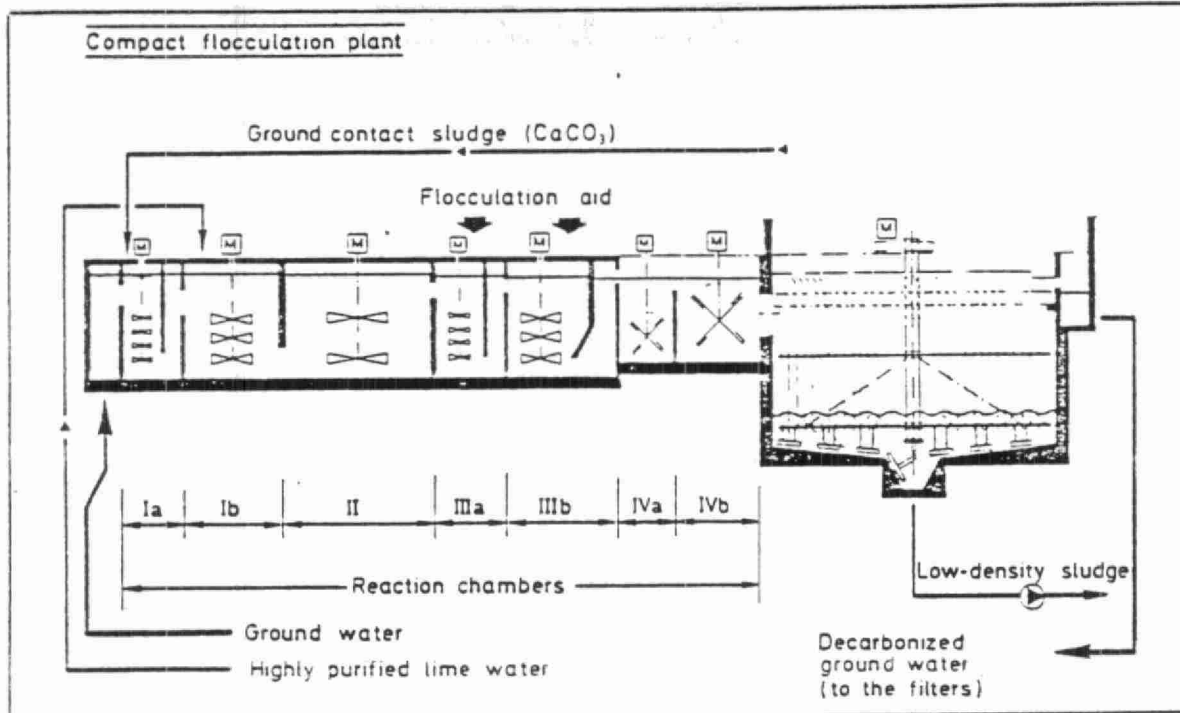 Compact flocculation plant
Ground contact sludge (CaCO₃)
Flocculation aid
M M M M M M M M
Ia Ib II IIIa IIIb IVa IVb
Reaction chambers
Low-density sludge
Ground water
Highly purified lime water
Decarbonized
ground water
(to the filters)